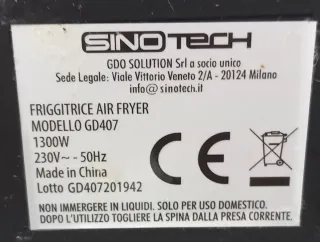 SINOTECH
GDO SOLUTION Srl a socio unico
Sede Legale: Viale Vittorio Veneto 2/A - 20124 Milano
info@sinotech.it
FRIGGITRICE AIR FRYER
MODELLO GD407
1300W
230V~ - 50Hz
Made in China
Lotto GD407201942
CE
NON IMMERGERE IN LIQUIDI. SOLO PER USO DOMESTICO.
DOPO L'UTILIZZO TOGLIERE LA SPINA DALLA PRESA CORRENTE.